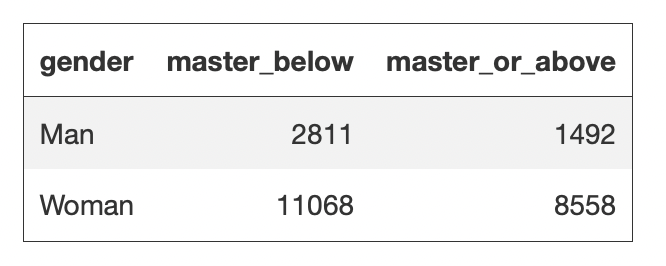 gender master_below master_or_above
Man 2811 1492
Woman 11068 8558